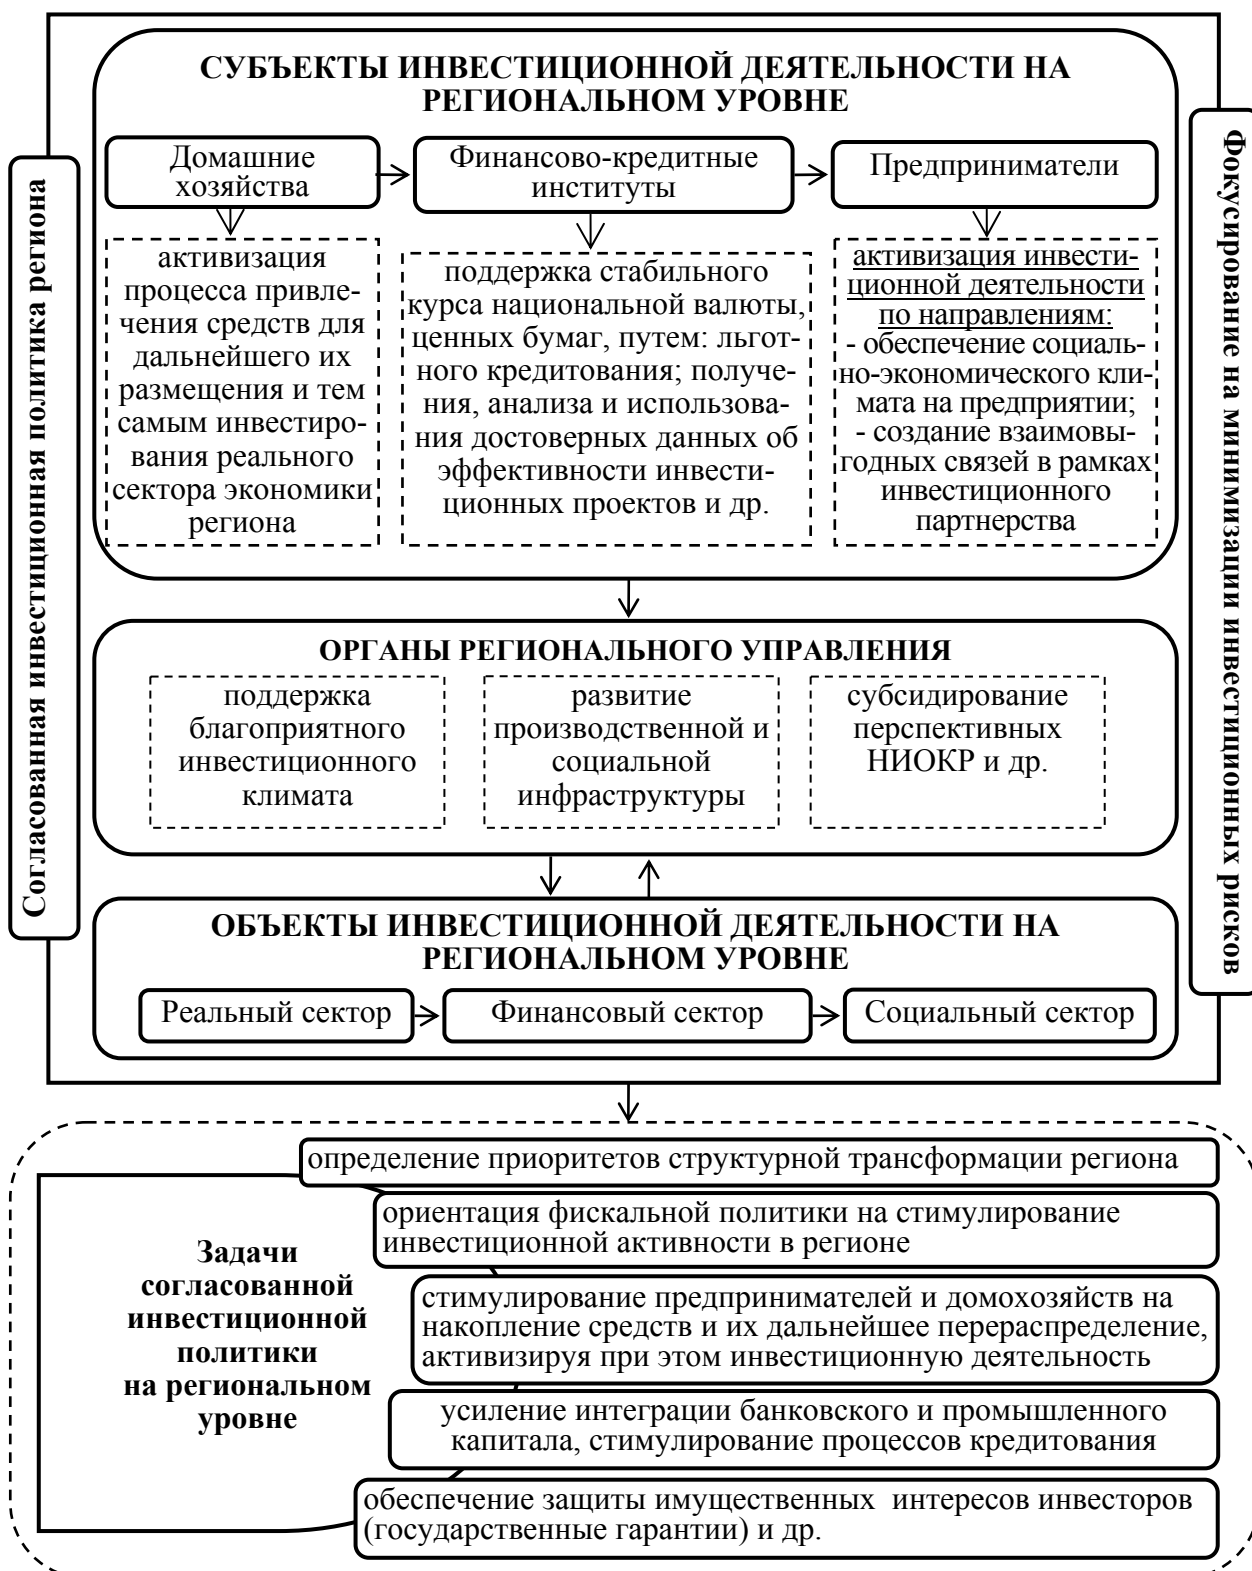 СУБЪЕКТЫ ИНВЕСТИЦИОННОЙ ДЕЯТЕЛЬНОСТИ НА
РЕГИОНАЛЬНОМ УРОВНЕ
Домашние
хозяйства
Финансово-кредитные
институты
Предприниматели
активизация
процесса привле-
чения средств для
дальнейшего их
размещения и тем
самым инвестиро-
вания реального
сектора экономики
региона
поддержка стабильного
курса национальной валюты,
ценных бумаг, путем: льгот-
ного кредитования; получе-
ния, анализа и использова-
ния достоверных данных об
эффективности инвести-
ционных проектов и др.
активизация инвести-
ционной деятельности
по направлениям:
- обеспечение социаль-
но-экономического кли-
мата на предприятии;
- создание взаимовы-
годных связей в рамках
инвестиционного
партнерства
Согласованная инвестиционная политика региона
Фокусирование на минимизации инвестиционных рисков
ОРГАНЫ РЕГИОНАЛЬНОГО УПРАВЛЕНИЯ
поддержка
благоприятного
инвестиционного
климата
развитие
производственной и
социальной
инфраструктуры
субсидирование
перспективных
НИОКР и др.
ОБЪЕКТЫ ИНВЕСТИЦИОННОЙ ДЕЯТЕЛЬНОСТИ НА
РЕГИОНАЛЬНОМ УРОВНЕ
Реальный сектор
Финансовый сектор
Социальный сектор
Задачи
согласованной
инвестиционной
политики
на региональном
уровне
определение приоритетов структурной трансформации региона
ориентация фискальной политики на стимулирование
инвестиционной активности в регионе
стимулирование предпринимателей и домохозяйств на
накопление средств и их дальнейшее перераспределение,
активизируя при этом инвестиционную деятельность
усиление интеграции банковского и промышленного
капитала, стимулирование процессов кредитования
обеспечение защиты имущественных интересов инвесторов
(государственные гарантии) и др.